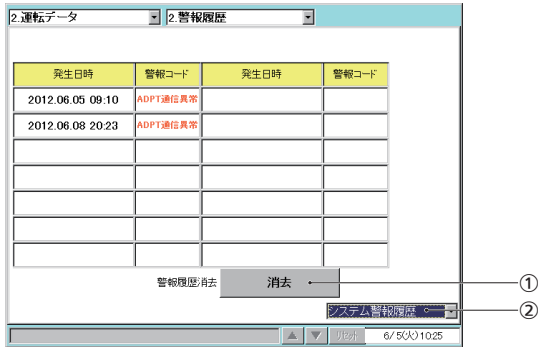 2.運転データ 2.警報履歴
発生日時 警報コード 発生日時 警報コード
2012.06.05 09:10 ADPT通信異常
2012.06.08 20:23 ADPT通信異常
警報履歴消去 消去 ①
システム警報履歴 ②
リセット 6/ 5(火)10:25